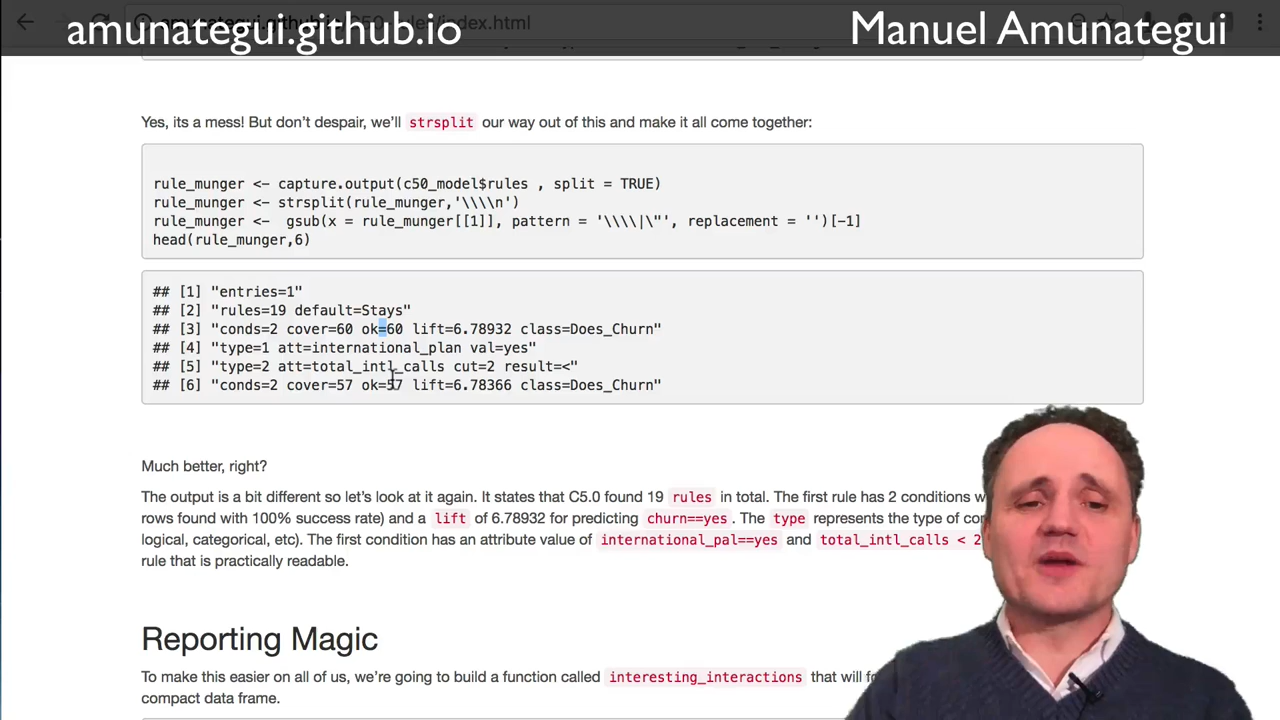 amunategui.github.io
Manuel Amunategui
Yes, its a mess! But don't despair, we'll strsplit our way out of this and make it all come together:
rule_munger <- capture.output(c50_model$rules , split = TRUE)
rule_munger <- strsplit(rule_munger,'\\\\n')
rule_munger <-  gsub(x = rule_munger[[1]], pattern = '\\\\|\"', replacement = '')[-1]
head(rule_munger,6)
## [1] "entries=1"
## [2] "rules=19 default=Stays"
## [3] "conds=2 cover=60 ok=60 lift=6.78932 class=Does_Churn"
## [4] "type=1 att=international_plan val=yes"
## [5] "type=2 att=total_intl_calls cut=2 result=<"
## [6] "conds=2 cover=57 ok=57 lift=6.78366 class=Does_Churn"
Much better, right?
The output is a bit different so let's look at it again. It states that C5.0 found 19 rules in total. The first rule has 2 conditions
rows found with 100% success rate) and a lift of 6.78932 for predicting churn==yes. The type represents the type of
logical, categorical, etc). The first condition has an attribute value of international_pal==yes and total_intl_calls < 2
rule that is practically readable.
Reporting Magic
To make this easier on all of us, we're going to build a function called interesting_interactions that will
compact data frame.